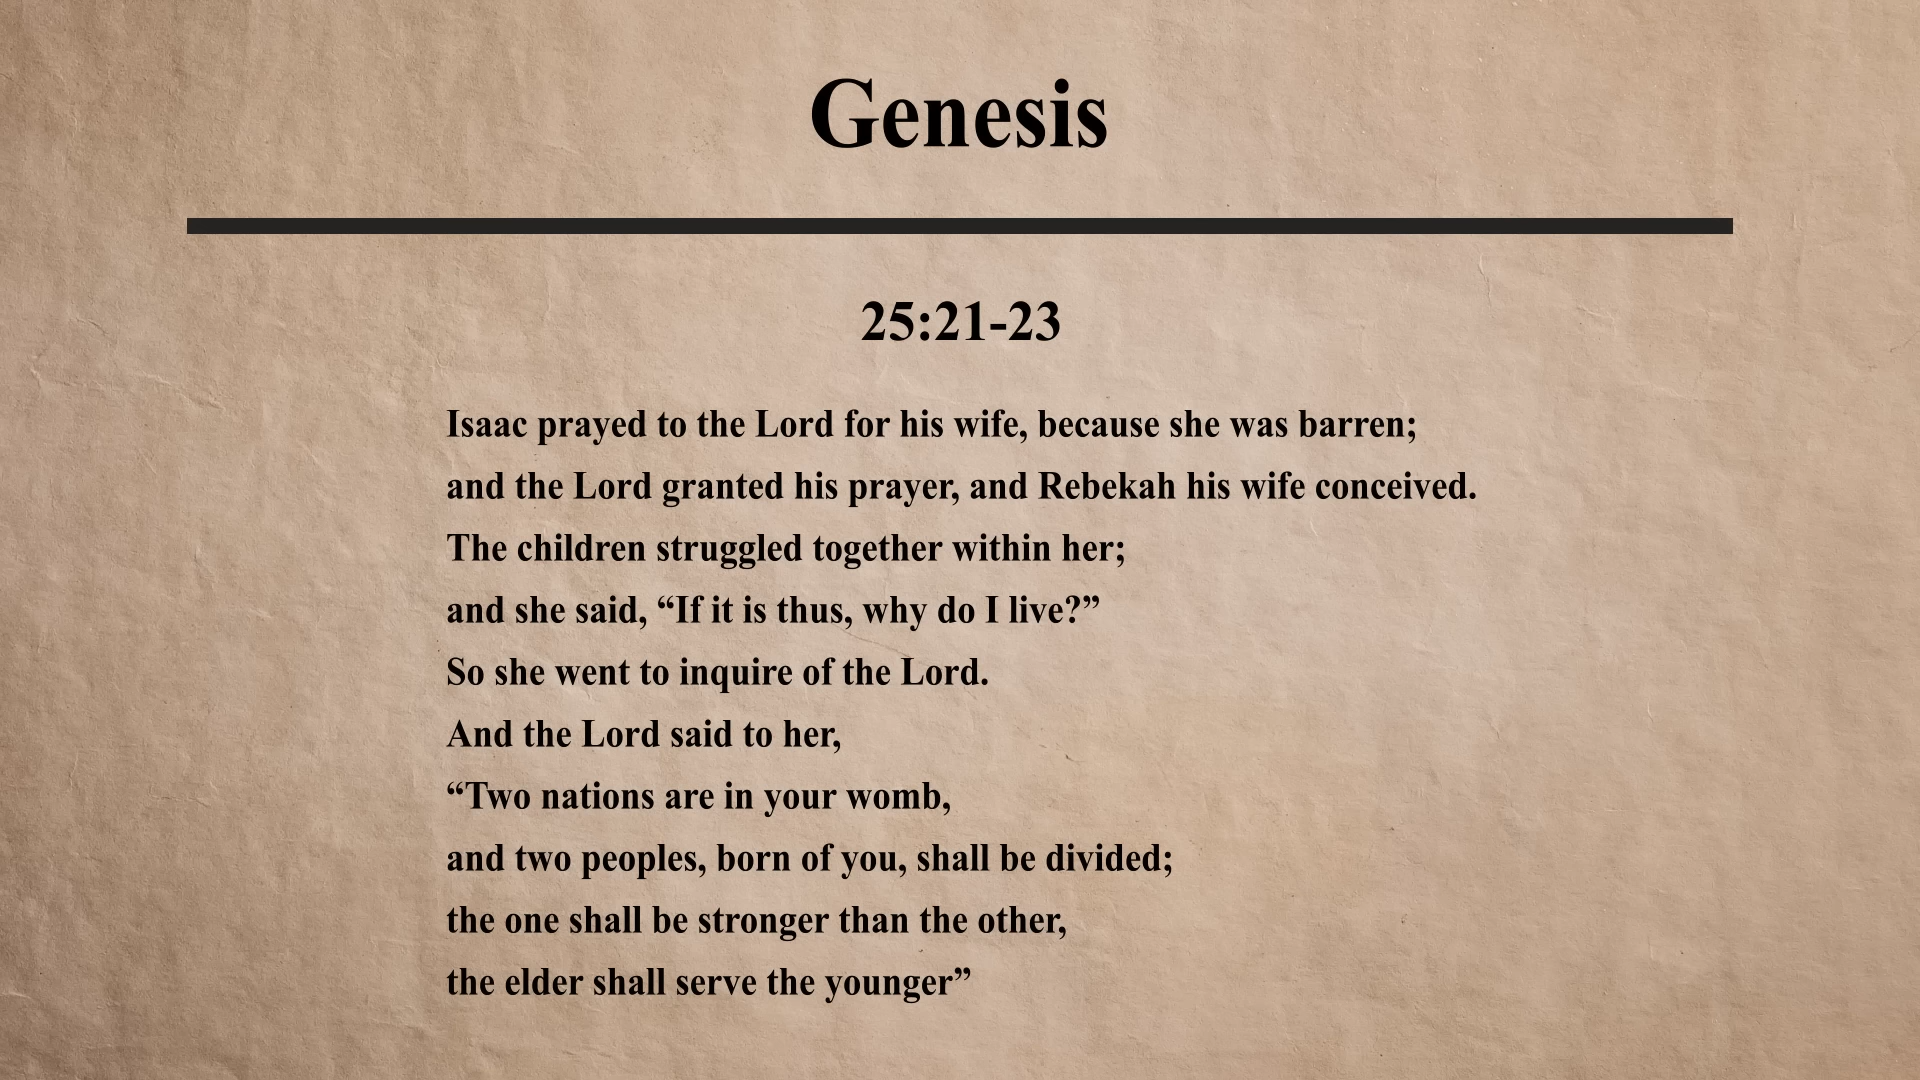 Genesis
25:21-23
Isaac prayed to the Lord for his wife, because she was barren;
and the Lord granted his prayer, and Rebekah his wife conceived.
The children struggled together within her;
and she said, “If it is thus, why do I live?”
So she went to inquire of the Lord.
And the Lord said to her,
“Two nations are in your womb,
and two peoples, born of you, shall be divided;
the one shall be stronger than the other,
the elder shall serve the younger”